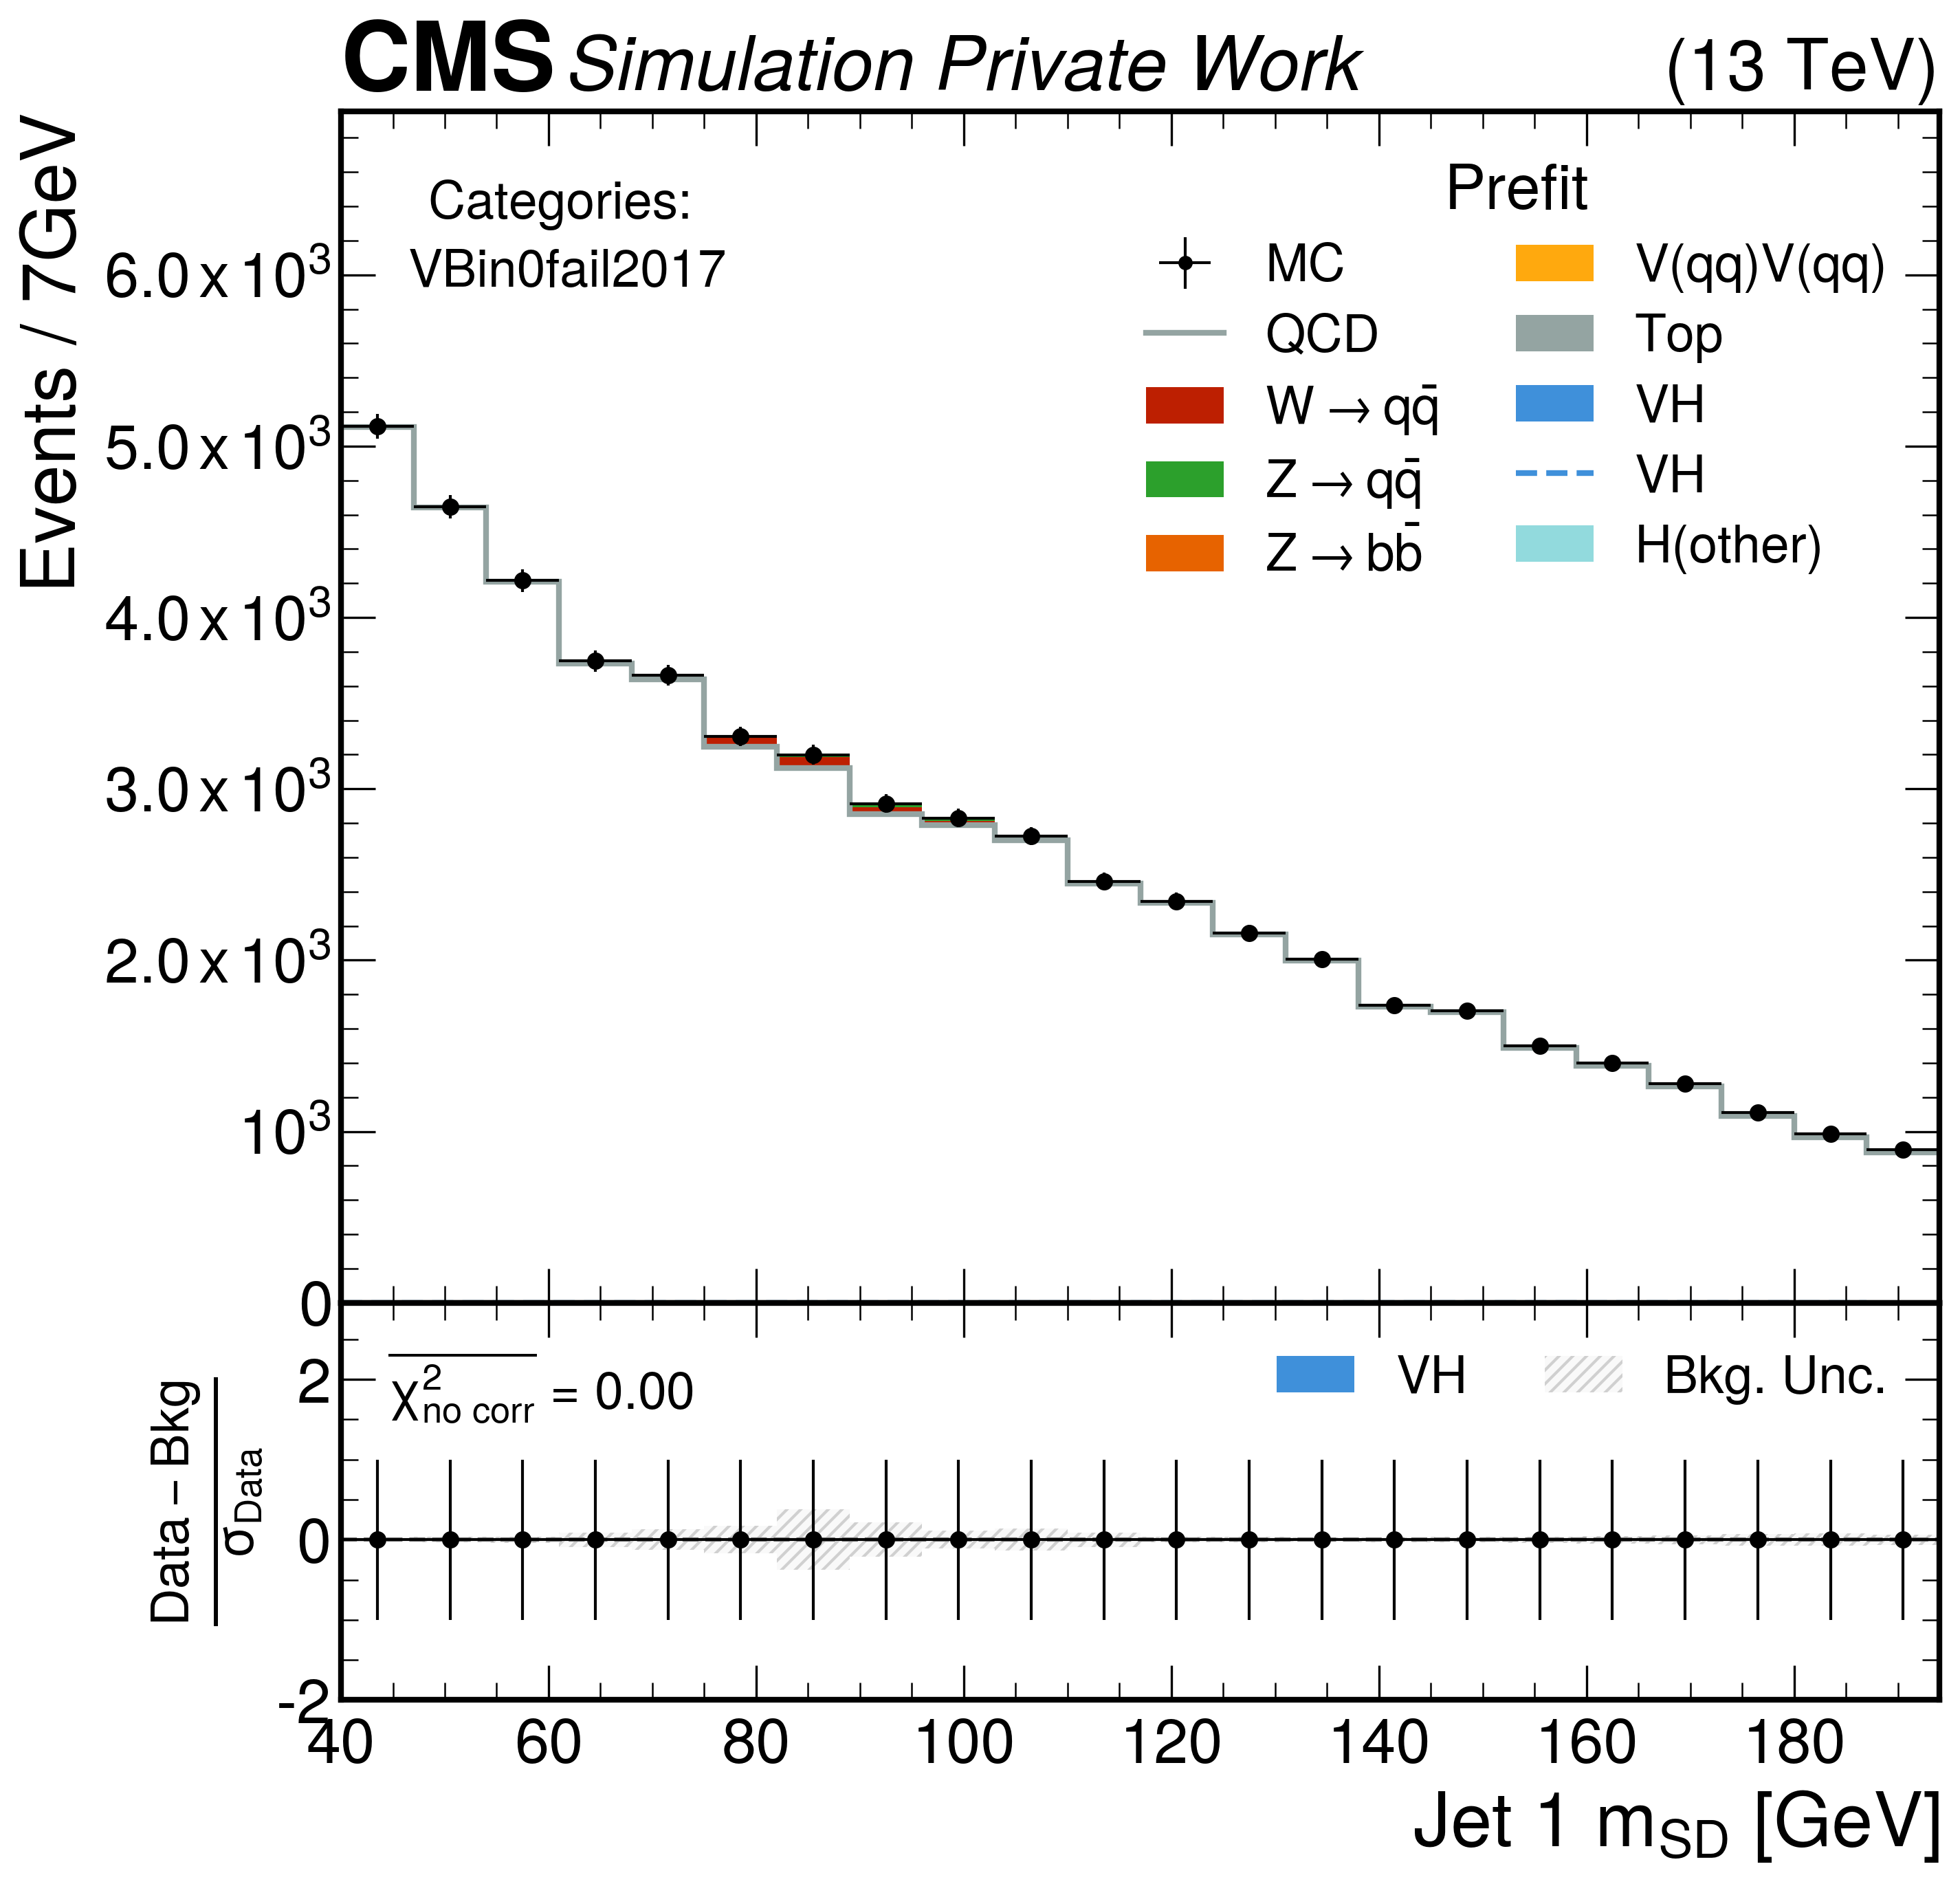 CMS Simulation Private Work (13 TeV)
Events / 7GeV
Categories:
VBin0fail2017
Prefit
MC
QCD
W → qq̄
Z → qq̄
Z → bb̄
V(qq)V(qq)
Top
VH
VH
H(other)
6.0 x 10³
5.0 x 10³
4.0 x 10³
3.0 x 10³
2.0 x 10³
10³
0
Data − Bkg
σ_Data
χ²_no corr = 0.00
VH
Bkg. Unc.
2
0
-2
40 60 80 100 120 140 160 180
Jet 1 m_SD [GeV]